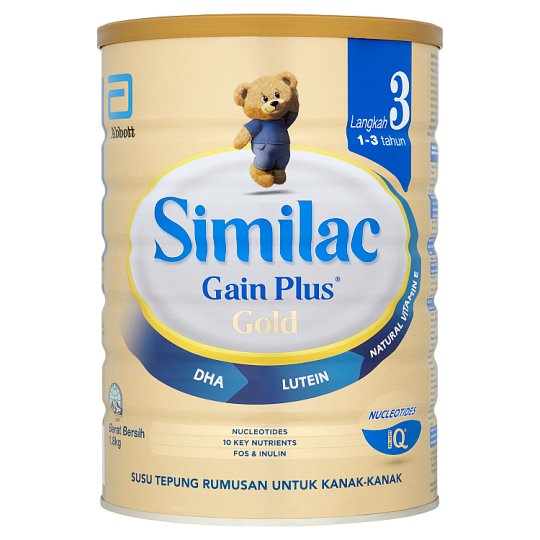 Abbott
Langkah 3
1-3 tahun
Similac
Gain Plus®
Gold
DHA
LUTEIN
NATURAL VITAMIN E
NUCLEOTIDES
10 KEY NUTRIENTS
FOS & INULIN
NUCLEOTIDES
IQ
Berat Bersih
1.8kg
SUSU TEPUNG RUMUSAN UNTUK KANAK-KANAK